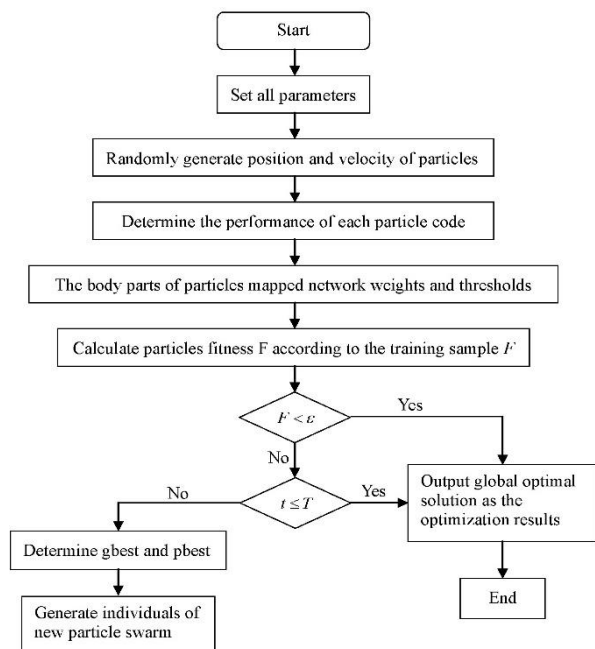 Start
Set all parameters
Randomly generate position and velocity of particles
Determine the performance of each particle code
The body parts of particles mapped network weights and thresholds
Calculate particles fitness F according to the training sample F
F < ε
Yes
No
t ≤ T
No
Yes
Output global optimal
solution as the
optimization results
Determine gbest and pbest
End
Generate individuals of
new particle swarm